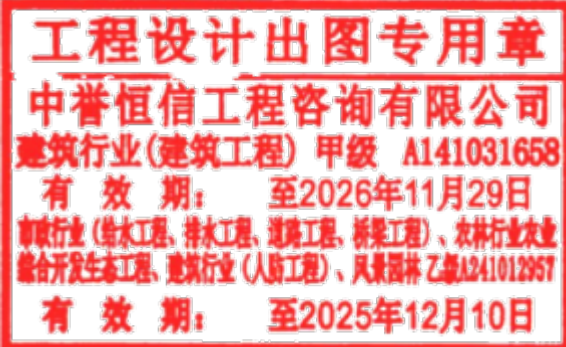 工程设计出图专用章
中誉恒信工程咨询有限公司
建筑行业(建筑工程) 甲级 A141031658
有 效 期: 至2026年11月29日
市政行业(给水工程、排水工程、道路工程、桥梁工程)、农林行业农业
综合开发生态工程、建筑行业(人防工程)、风景园林 乙级A241012957
有 效 期: 至2025年12月10日